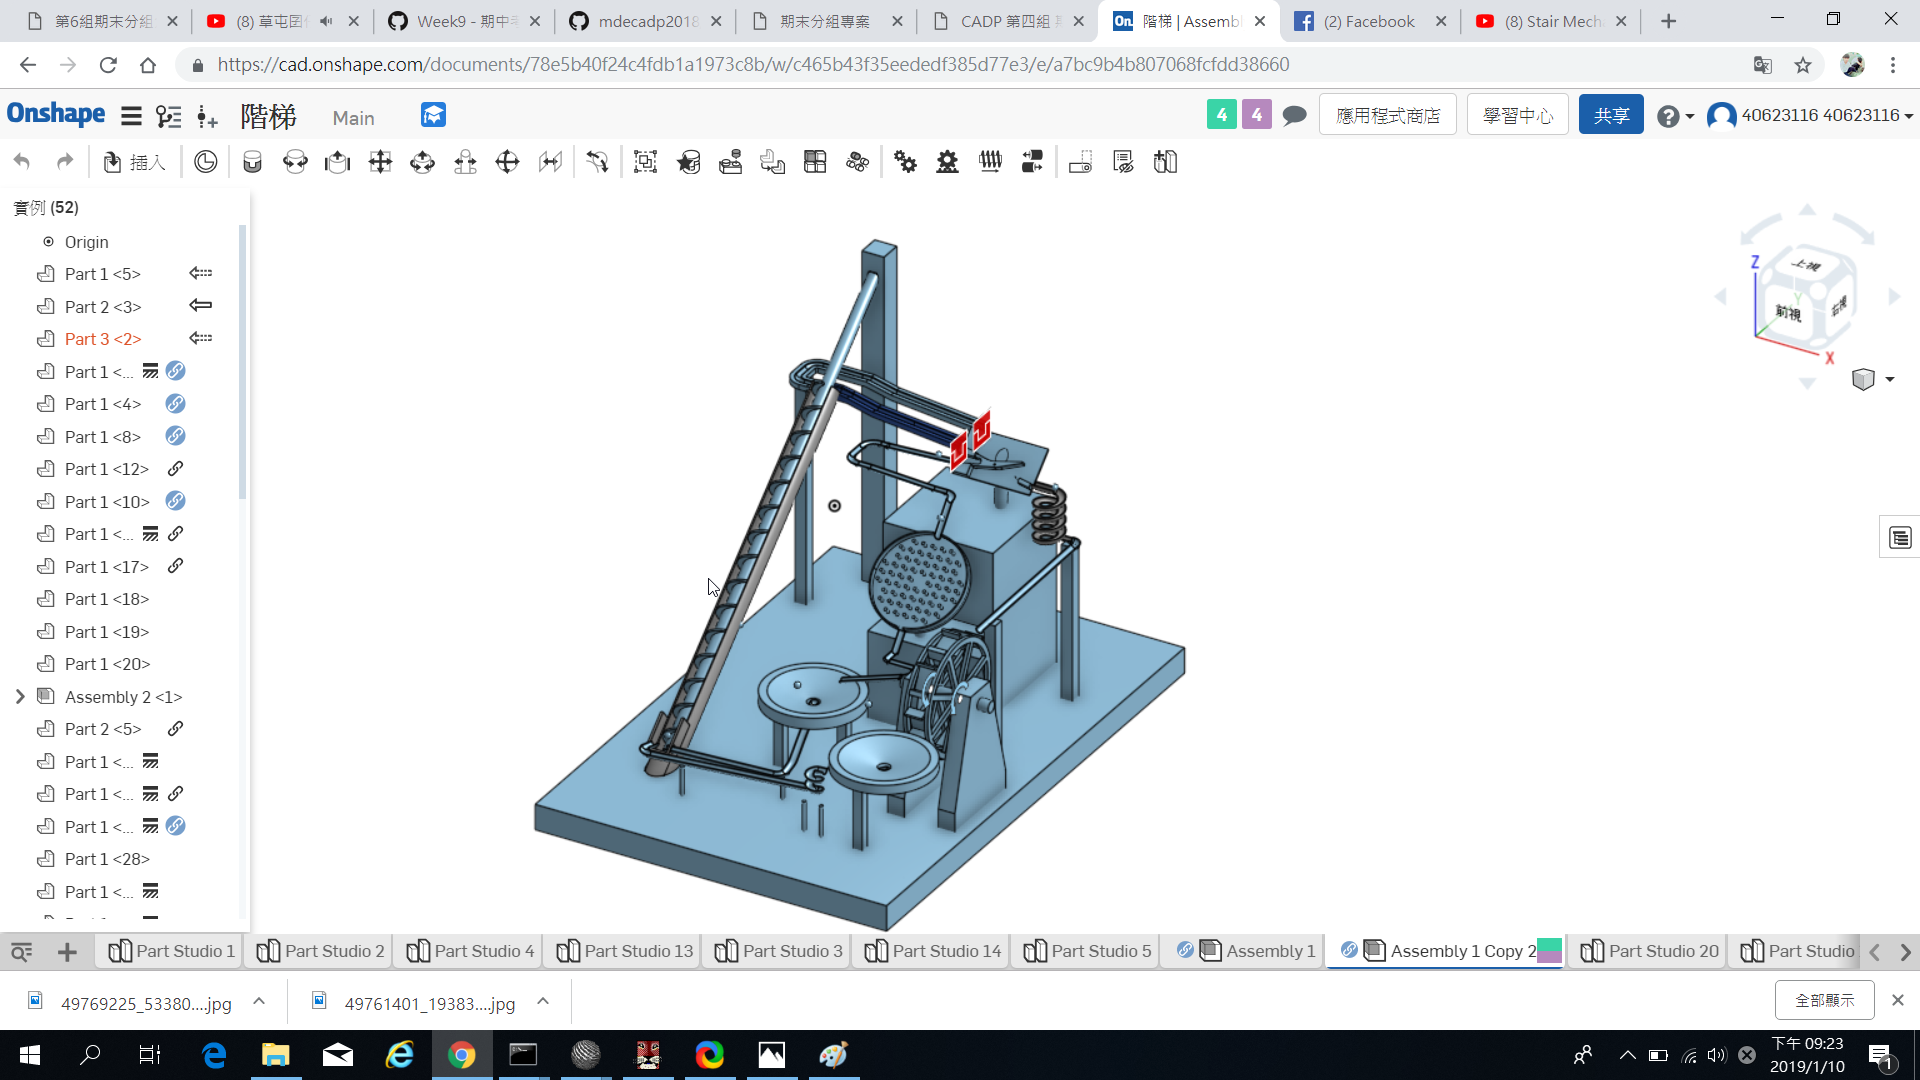 第6組期末分組
(8) 草屯囝
Week9 - 期中
mdecadp2018
期末分組專案
CADP 第四組
階梯 | Assembl
(2) Facebook
(8) Stair Mech
https://cad.onshape.com/documents/78e5b40f24c4fdb1a1973c8b/w/c465b43f35eededf385d77e3/e/a7bc9b4b807068fcfdd38660
Onshape
階梯
Main
4
4
應用程式商店
學習中心
共享
40623116 40623116
插入
實例 (52)
Origin
Part 1 <5>
Part 2 <3>
Part 3 <2>
Part 1 <...
Part 1 <4>
Part 1 <8>
Part 1 <12>
Part 1 <10>
Part 1 <...
Part 1 <17>
Part 1 <18>
Part 1 <19>
Part 1 <20>
Assembly 2 <1>
Part 2 <5>
Part 1 <...
Part 1 <...
Part 1 <...
Part 1 <28>
Part 1 <...
Z
上視
Y
前視
右視
X
Part Studio 1
Part Studio 2
Part Studio 4
Part Studio 13
Part Studio 3
Part Studio 14
Part Studio 5
Assembly 1
Assembly 1 Copy 2
Part Studio 20
Part Studio
49769225_53380....jpg
49761401_19383....jpg
全部顯示
下午 09:23
2019/1/10
1